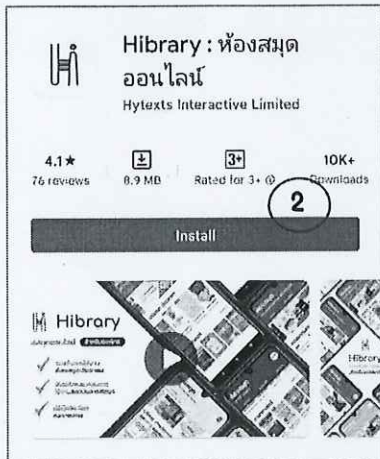 Hibrary : ห้องสมุด
ออนไลน์
Hytexts Interactive Limited
4.1★
76 reviews
8.9 MB
3+
Rated for 3+
10K+
Downloads
2
Install
Hibrary
Hibrary